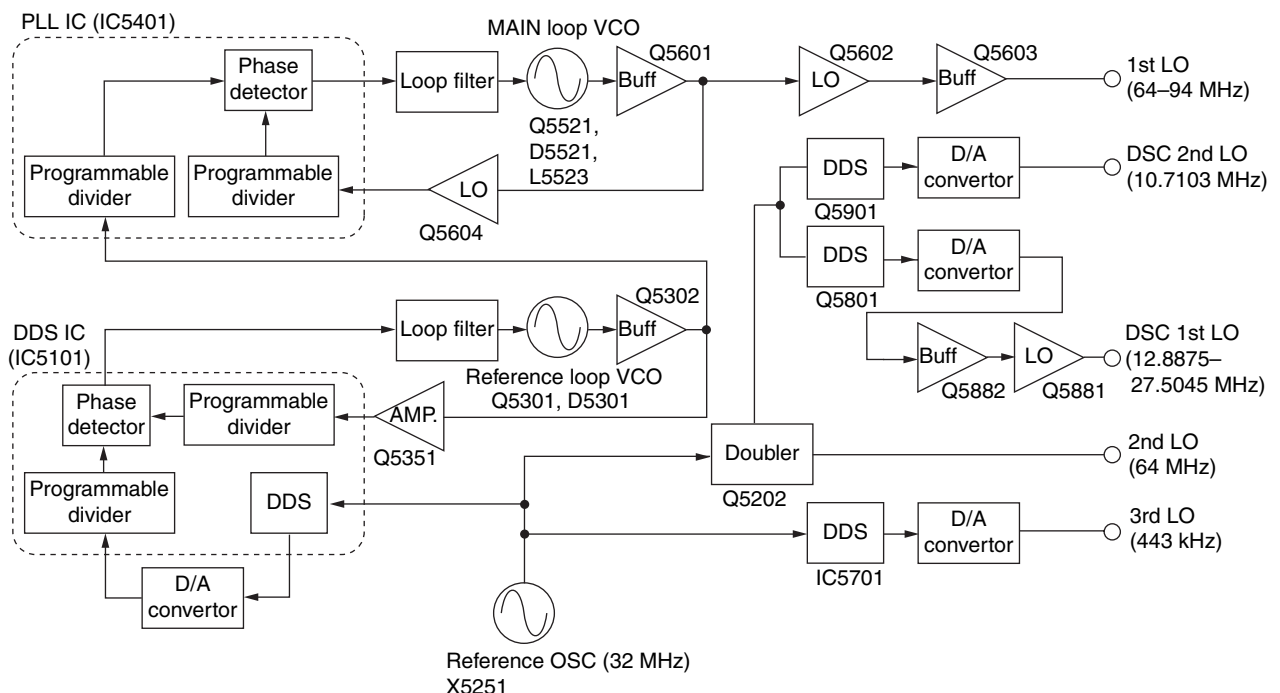 PLL IC (IC5401)
Phase
detector
Programmable
divider
Programmable
divider
Loop filter
MAIN loop VCO
Q5521,
D5521,
L5523
Q5601
Buff
Q5602
LO
Q5603
Buff
1st LO
(64–94 MHz)
LO
Q5604
DDS
Q5901
D/A
convertor
DSC 2nd LO
(10.7103 MHz)
DDS
Q5801
D/A
convertor
Buff
Q5882
LO
Q5881
DSC 1st LO
(12.8875–
27.5045 MHz)
DDS IC
(IC5101)
Loop filter
Q5302
Buff
Reference loop VCO
Q5301, D5301
Phase
detector
Programmable
divider
AMP.
Q5351
Programmable
divider
DDS
D/A
convertor
Doubler
Q5202
2nd LO
(64 MHz)
DDS
IC5701
D/A
convertor
3rd LO
(443 kHz)
Reference OSC (32 MHz)
X5251